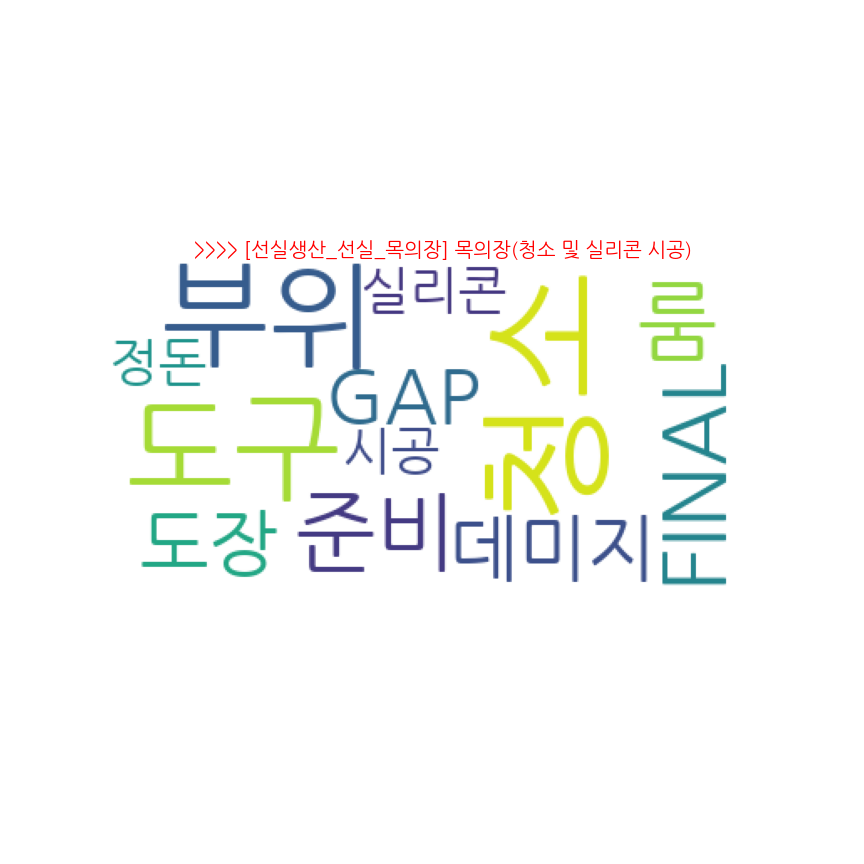 >>>> [선실생산_선실_목의장] 목의장(청소 및 실리콘 시공)
부위
실리콘
청소
룸
정돈
GAP
FINAL
도구
시공
준비
도장
데미지